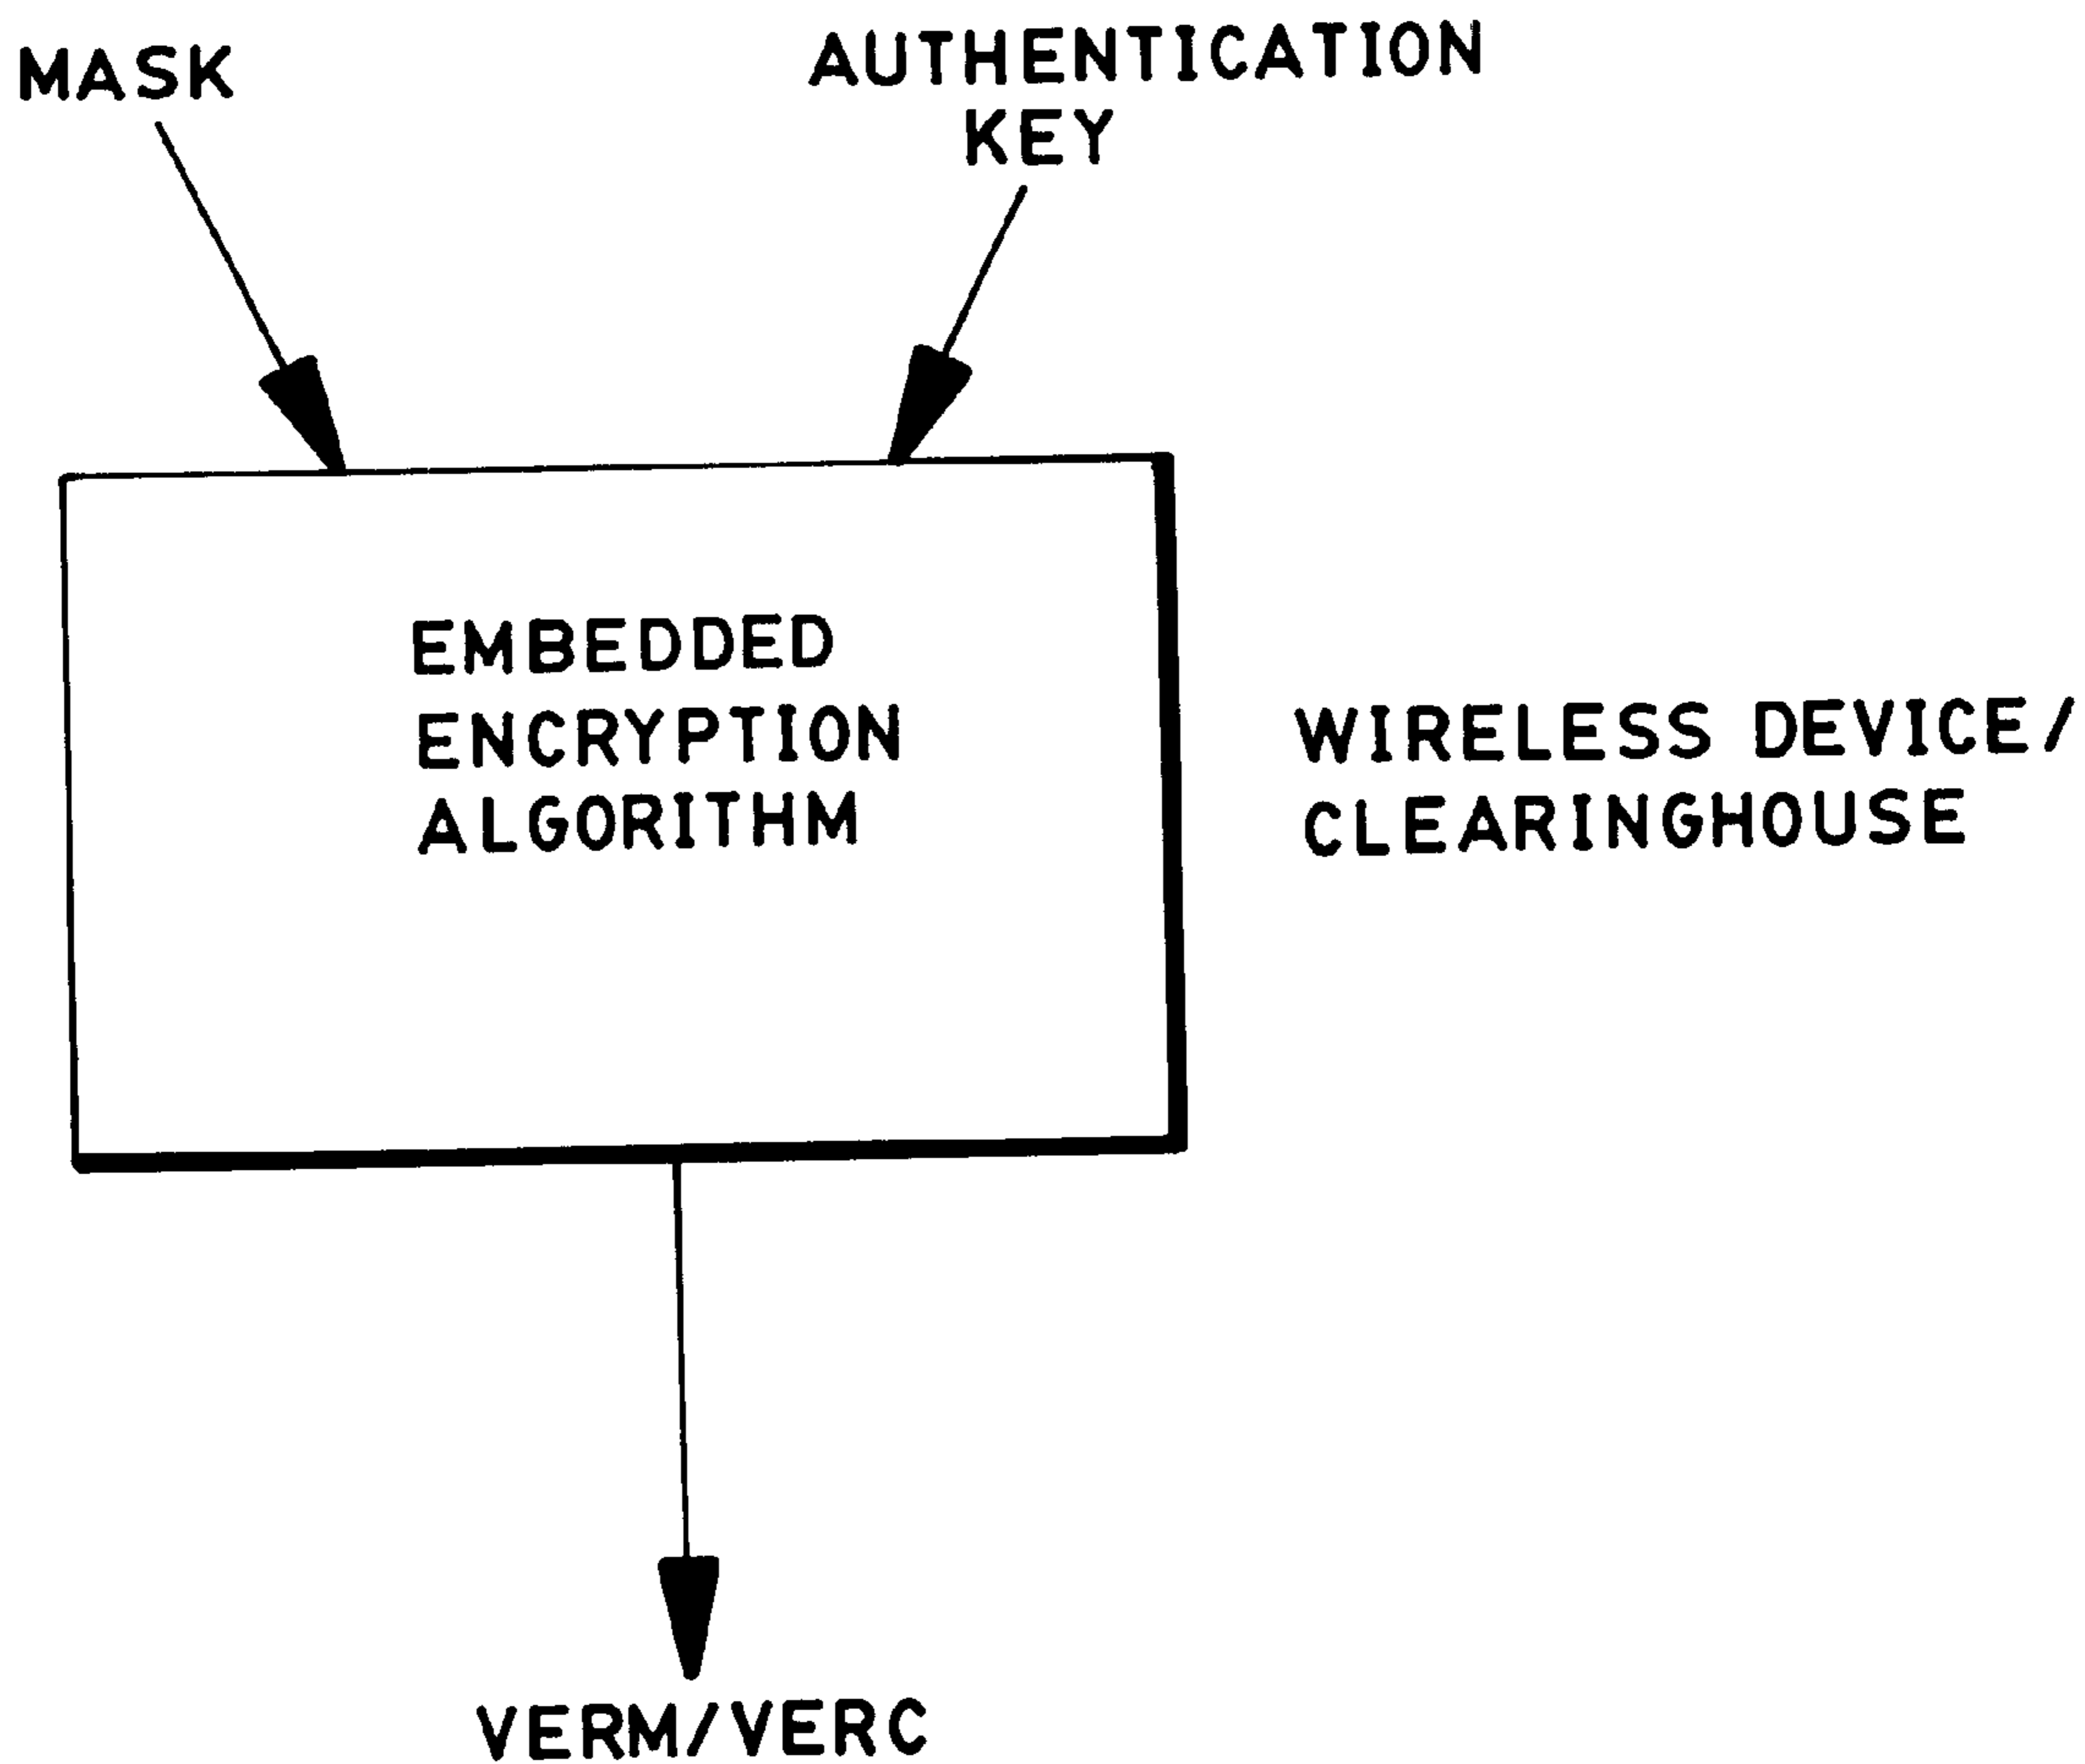 MASK
AUTHENTICATION
KEY
EMBEDDED
ENCRYPTION
ALGORITHM
WIRELESS DEVICE/
CLEARINGHOUSE
VERM/VERC